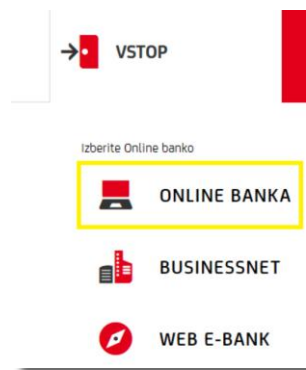 VSTOP
Izberite Online banko
ONLINE BANKA
BUSINESSNET
WEB E-BANK